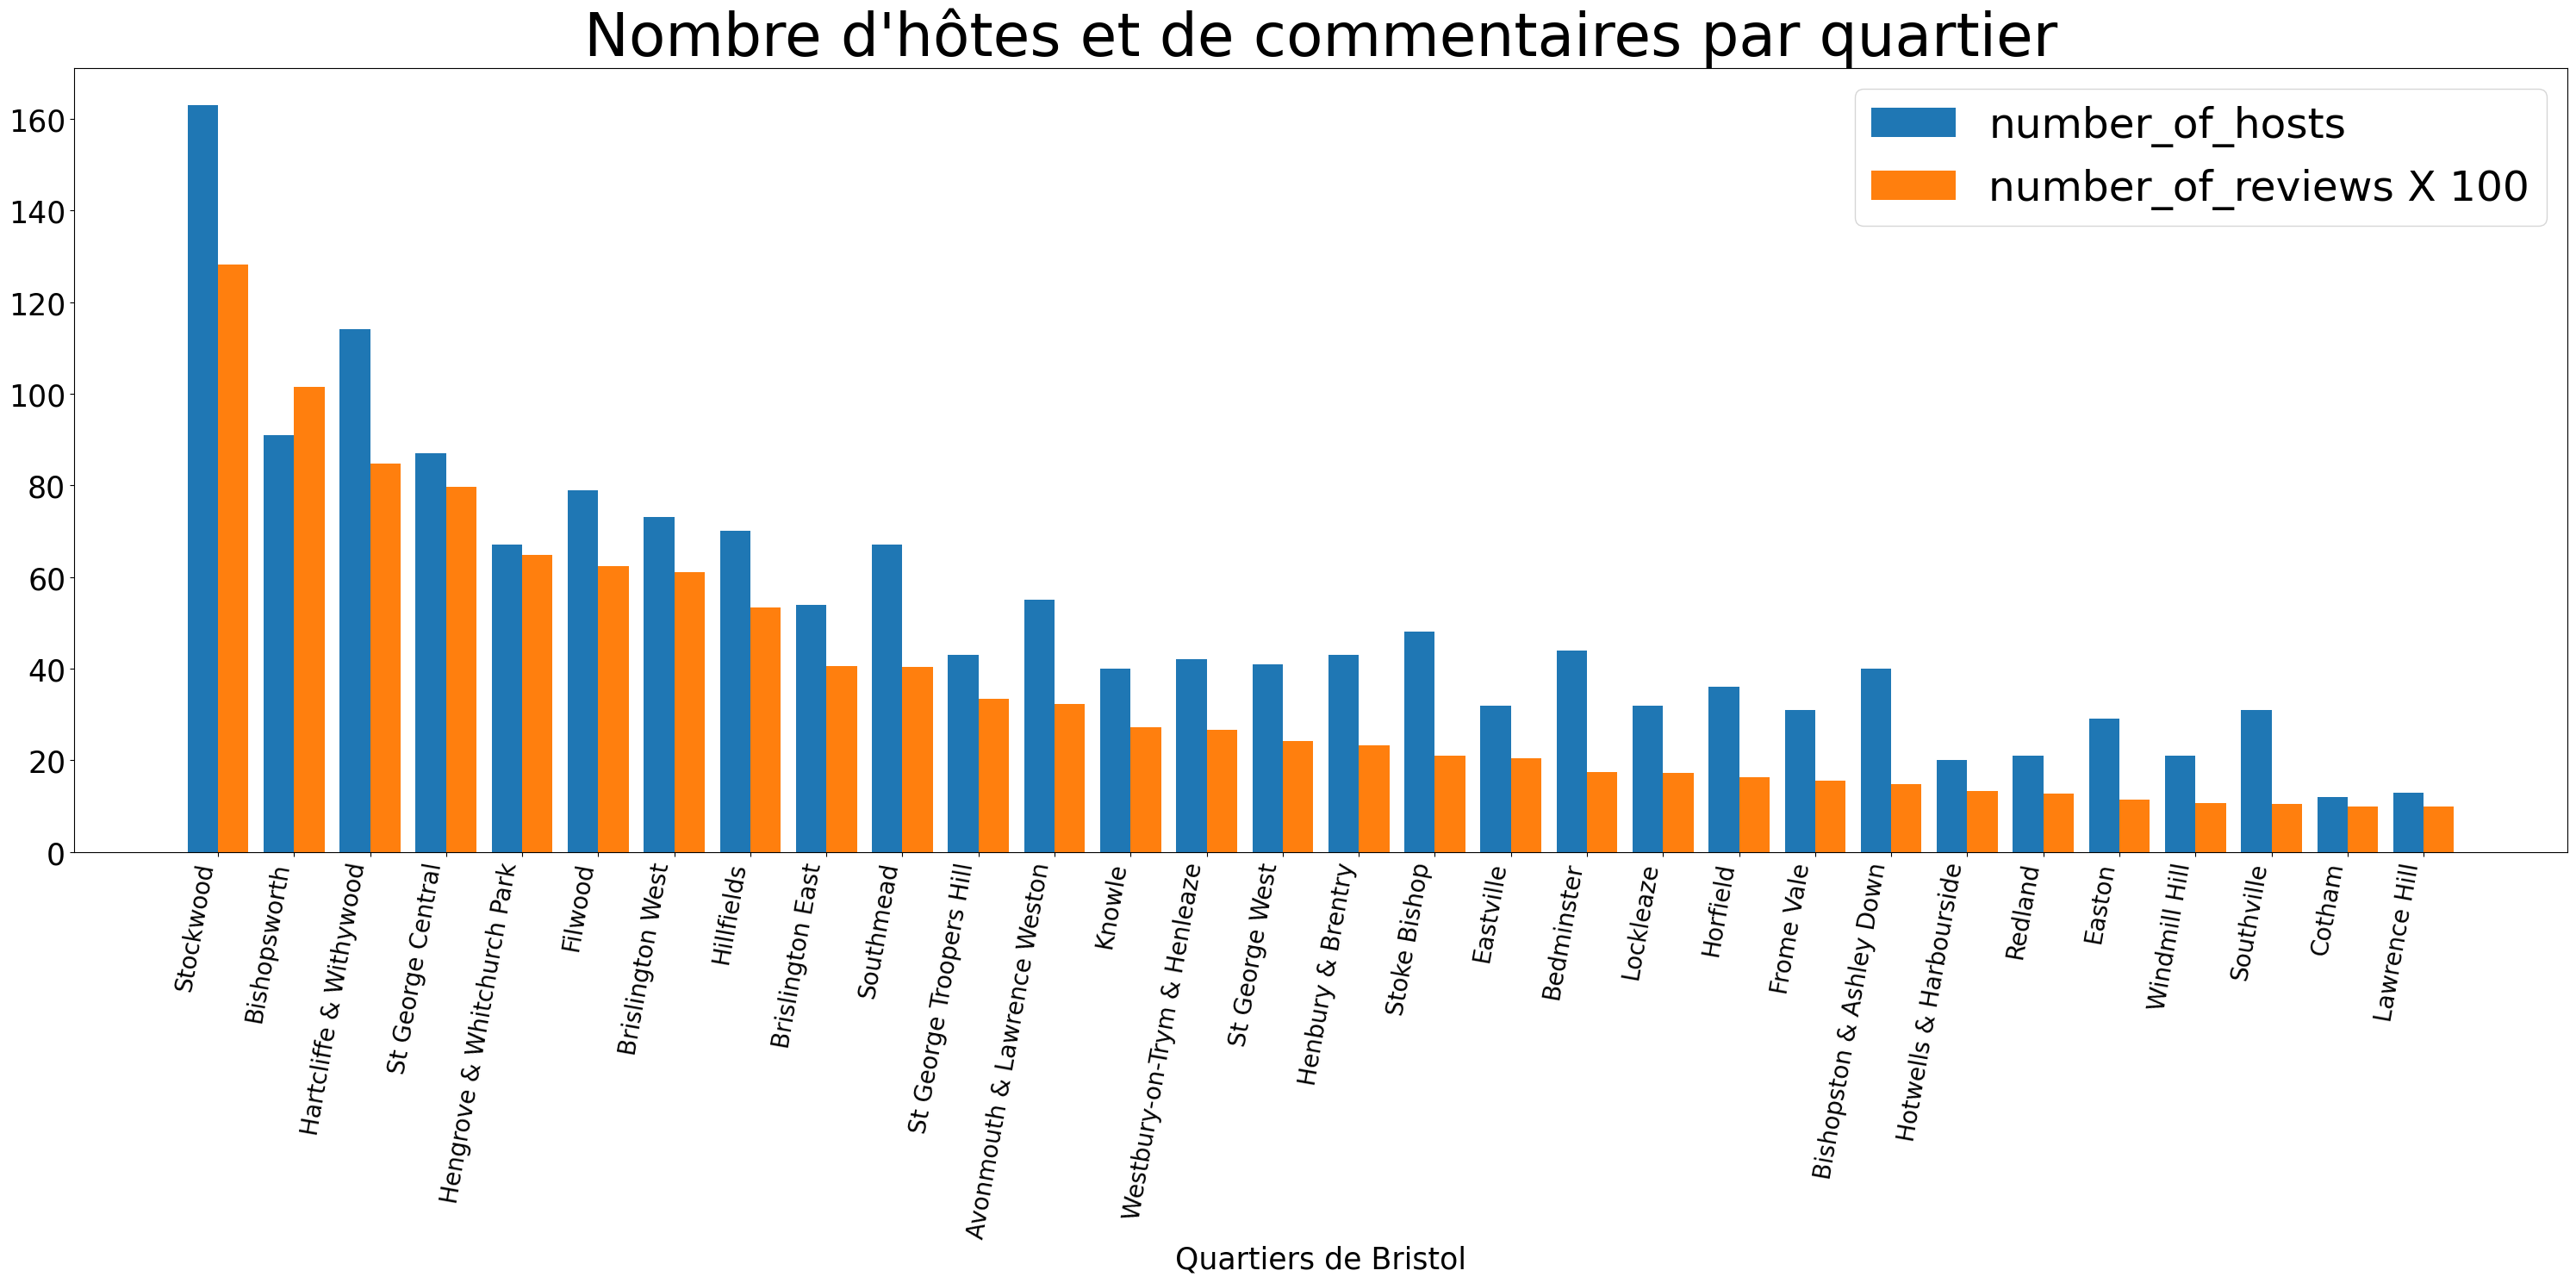 Nombre d'hôtes et de commentaires par quartier
number_of_hosts
number_of_reviews X 100
160
140
120
100
80
60
40
20
0
Stockwood
Bishopsworth
Hartcliffe & Withywood
St George Central
Hengrove & Whitchurch Park
Filwood
Brislington West
Hillfields
Brislington East
Southmead
St George Troopers Hill
Avonmouth & Lawrence Weston
Knowle
Westbury-on-Trym & Henleaze
St George West
Henbury & Brentry
Stoke Bishop
Eastville
Bedminster
Lockleaze
Horfield
Frome Vale
Bishopston & Ashley Down
Hotwells & Harbourside
Redland
Easton
Windmill Hill
Southville
Cotham
Lawrence Hill
Quartiers de Bristol